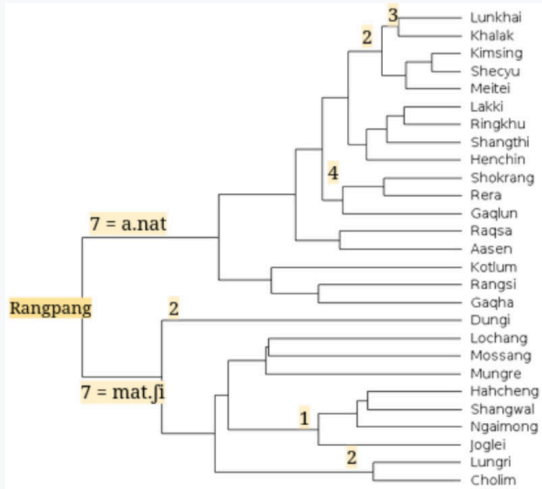 3
Lunkhai
2
Khalak
Kimsing
Shecyu
Meitei
Lakki
Ringkhu
Shangthi
Henchin
4
Shokrang
Rera
Gaqlun
7 = a.nat
Raqsa
Aasen
Kotlum
Rangsi
Gaqha
Rangpang
2
Dungi
Lochang
Mossang
Mungre
7 = mat.ʃi
Hahcheng
Shangwal
1
Ngaimong
Joglei
2
Lungri
Cholim